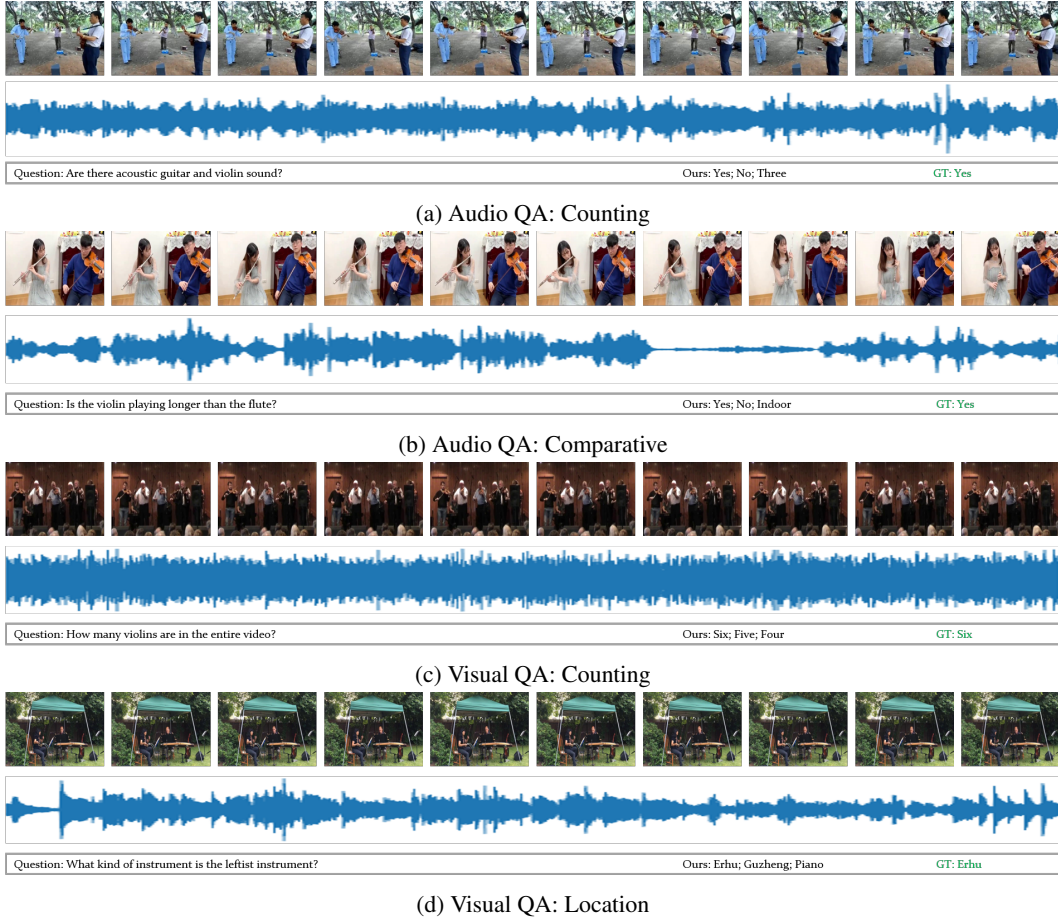 Question: Are there acoustic guitar and violin sound? Ours: Yes; No; Three GT: Yes
(a) Audio QA: Counting
Question: Is the violin playing longer than the flute? Ours: Yes; No; Indoor GT: Yes
(b) Audio QA: Comparative
Question: How many violins are in the entire video? Ours: Six; Five; Four GT: Six
(c) Visual QA: Counting
Question: What kind of instrument is the leftist instrument? Ours: Erhu; Guzheng; Piano GT: Erhu
(d) Visual QA: Location